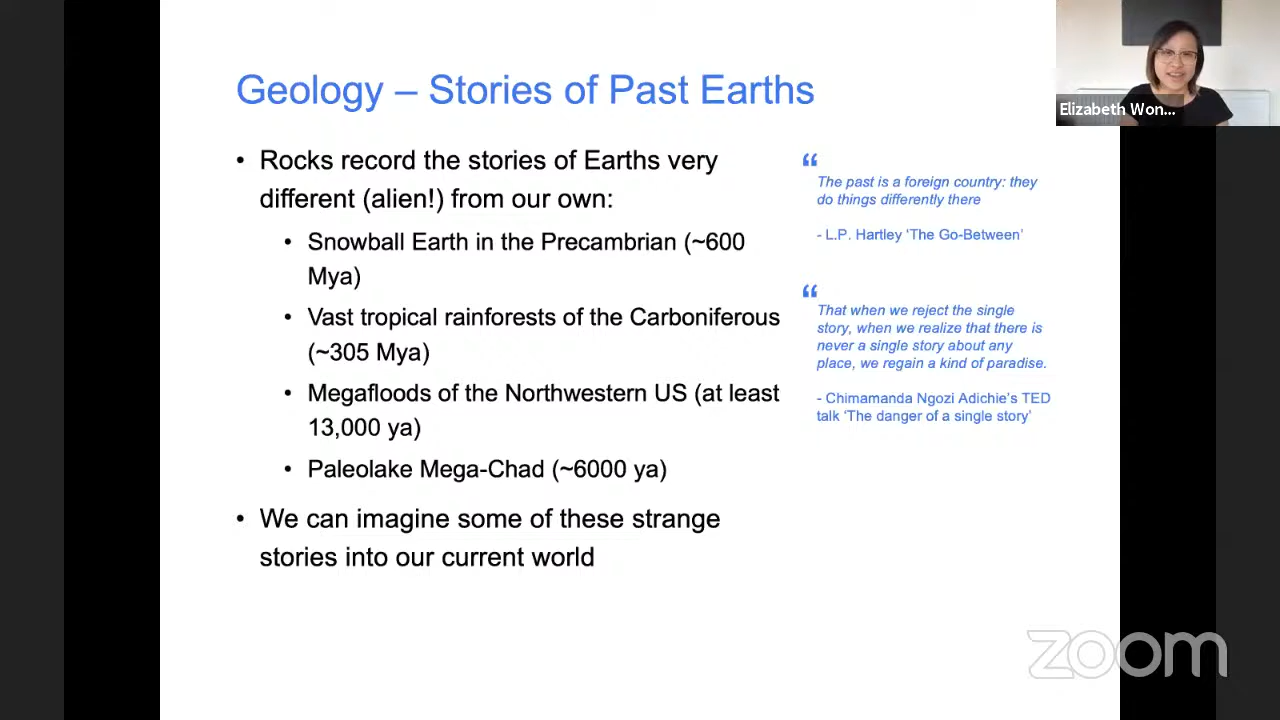 Geology – Stories of Past Earths
• Rocks record the stories of Earths very
different (alien!) from our own:
• Snowball Earth in the Precambrian (~600
Mya)
• Vast tropical rainforests of the Carboniferous
(~305 Mya)
• Megafloods of the Northwestern US (at least
13,000 ya)
• Paleolake Mega-Chad (~6000 ya)
• We can imagine some of these strange
stories into our current world
“
The past is a foreign country: they
do things differently there
- L.P. Hartley ‘The Go-Between’
“
That when we reject the single
story, when we realize that there is
never a single story about any
place, we regain a kind of paradise.
- Chimamanda Ngozi Adichie’s TED
talk ‘The danger of a single story’
Elizabeth Won...
zoom